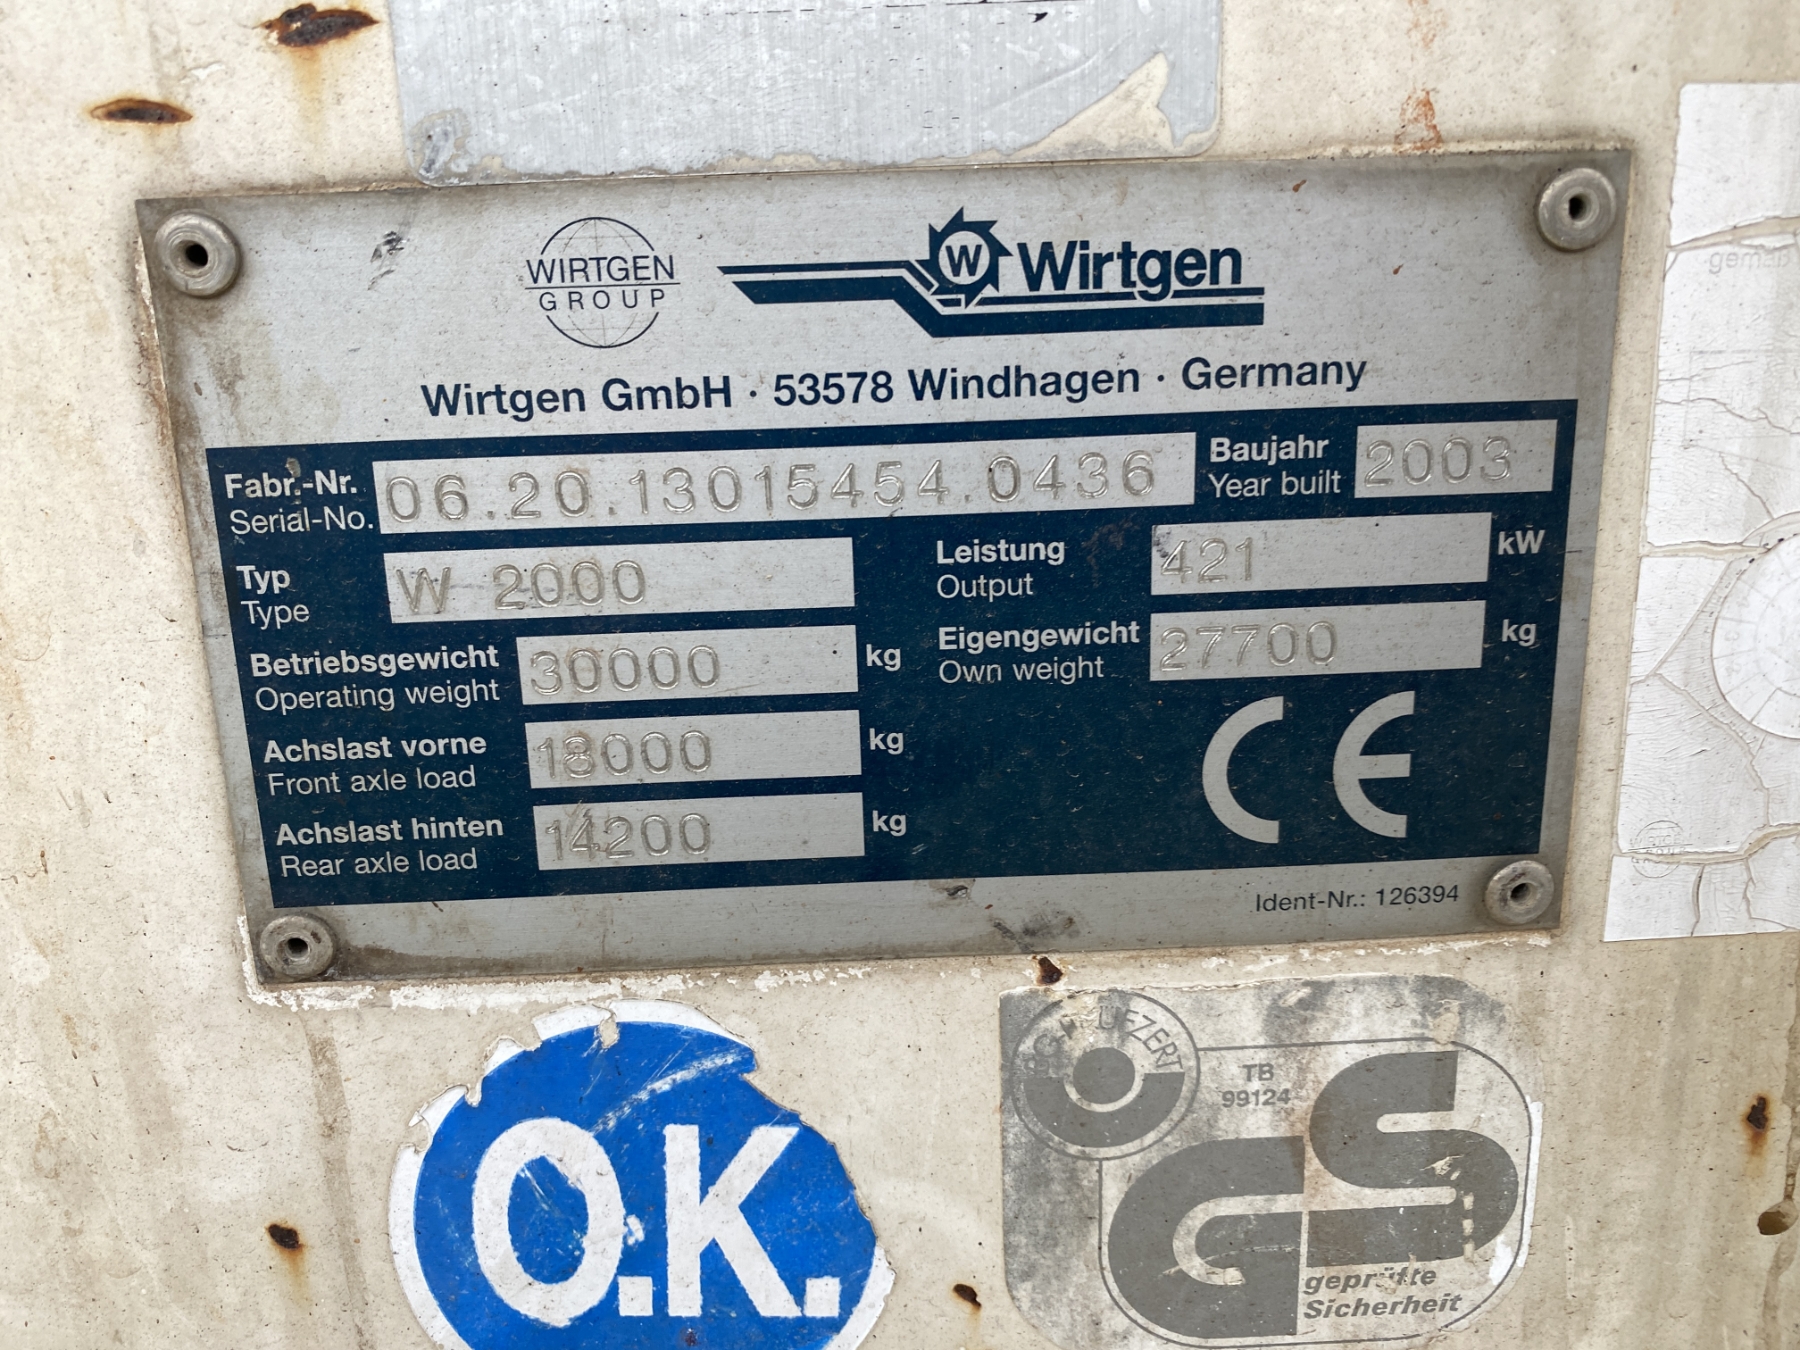 WIRTGEN
GROUP
W Wirtgen
Wirtgen GmbH · 53578 Windhagen · Germany
Fabr.-Nr.
Serial-No.
06.20.13015454.0436
Baujahr
Year built
2003
Typ
Type
W 2000
Leistung
Output
421
kW
Betriebsgewicht
Operating weight
30000
kg
Eigengewicht
Own weight
27700
kg
Achslast vorne
Front axle load
18000
kg
Achslast hinten
Rear axle load
14200
kg
CE
Ident-Nr.: 126394
O.K.
TB
99124
GS
geprüfte
Sicherheit